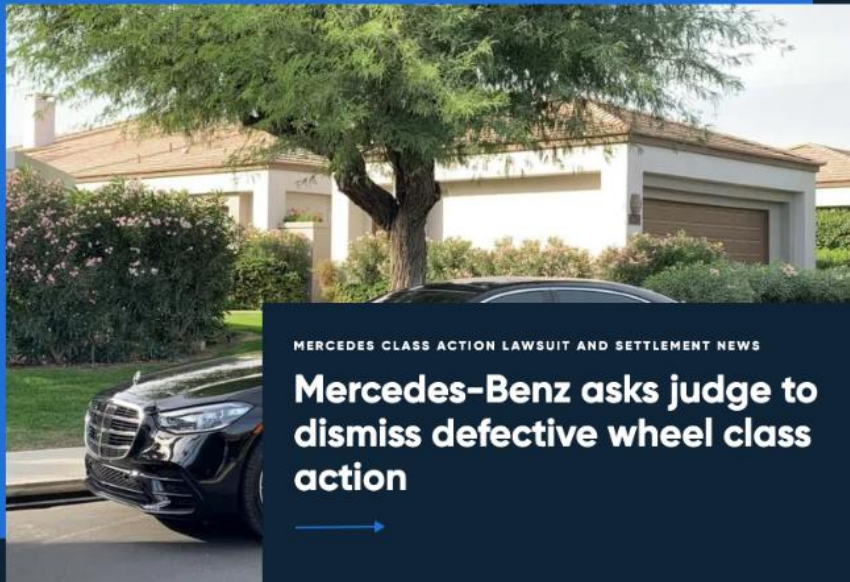 MERCEDES CLASS ACTION LAWSUIT AND SETTLEMENT NEWS
Mercedes-Benz asks judge to
dismiss defective wheel class
action